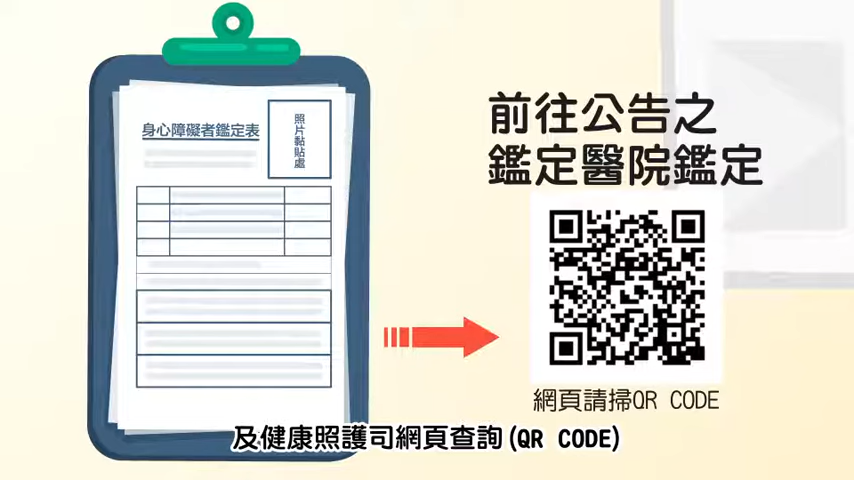 身心障礙者鑑定表
照片黏貼處
前往公告之
鑑定醫院鑑定
網頁請掃QR CODE
及健康照護司網頁查詢(QR CODE)